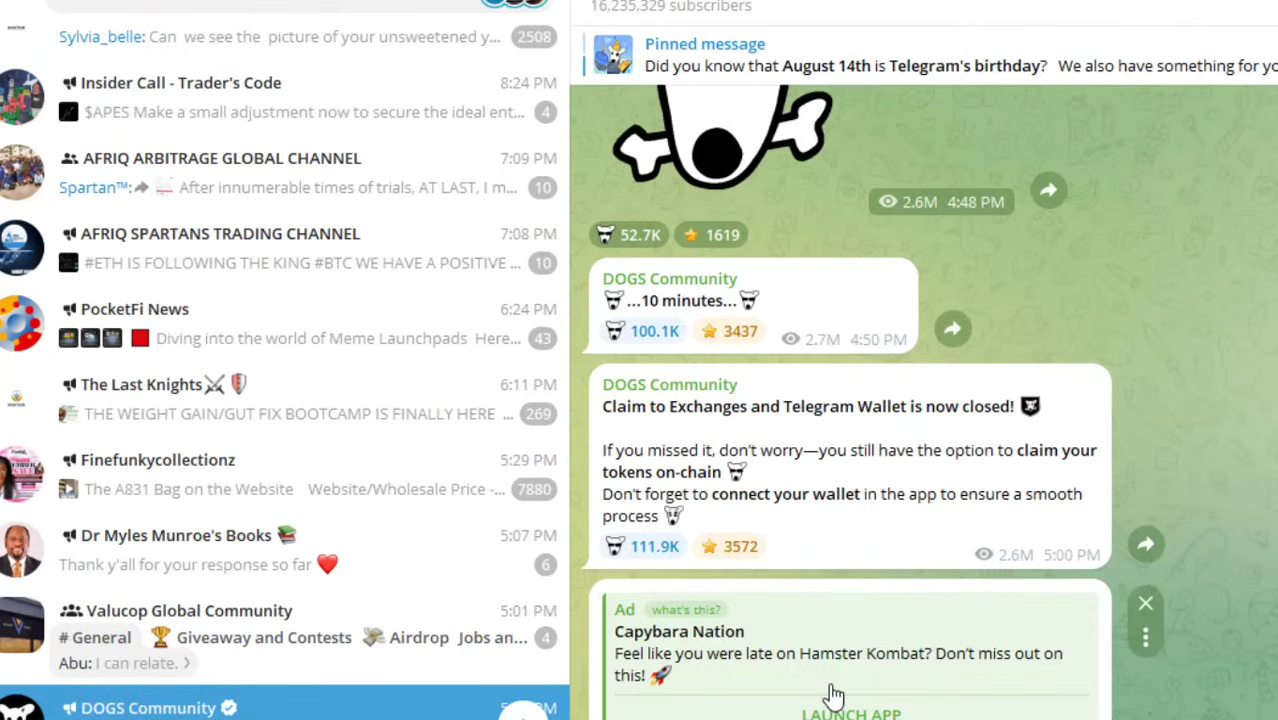 Sylvia_belle: Can we see the picture of your unsweetened y... 2508
Insider Call - Trader's Code 8:24 PM
$APES Make a small adjustment now to secure the ideal ent... 4
AFRIQ ARBITRAGE GLOBAL CHANNEL 7:09 PM
Spartan™: After innumerable times of trials, AT LAST, I m... 10
AFRIQ SPARTANS TRADING CHANNEL 7:08 PM
#ETH IS FOLLOWING THE KING #BTC WE HAVE A POSITIVE ... 10
PocketFi News 6:24 PM
Diving into the world of Meme Launchpads Here... 43
The Last Knights 6:11 PM
THE WEIGHT GAIN/GUT FIX BOOTCAMP IS FINALLY HERE ... 269
Finefunkycollectionz 5:29 PM
The A831 Bag on the Website Website/Wholesale Price -... 7880
Dr Myles Munroe's Books 5:07 PM
Thank y'all for your response so far 6
Valucop Global Community 5:01 PM
# General Giveaway and Contests Airdrop Jobs an... 4
Abu: I can relate. >
DOGS Community
16,235,329 subscribers
Pinned message
Did you know that August 14th is Telegram's birthday? We also have something for yo
2.6M 4:48 PM
52.7K 1619
DOGS Community
...10 minutes...
100.1K 3437 2.7M 4:50 PM
DOGS Community
Claim to Exchanges and Telegram Wallet is now closed!
If you missed it, don't worry—you still have the option to claim your
tokens on-chain
Don't forget to connect your wallet in the app to ensure a smooth
process
111.9K 3572 2.6M 5:00 PM
Ad what's this?
Capybara Nation
Feel like you were late on Hamster Kombat? Don't miss out on
this!
LAUNCH APP